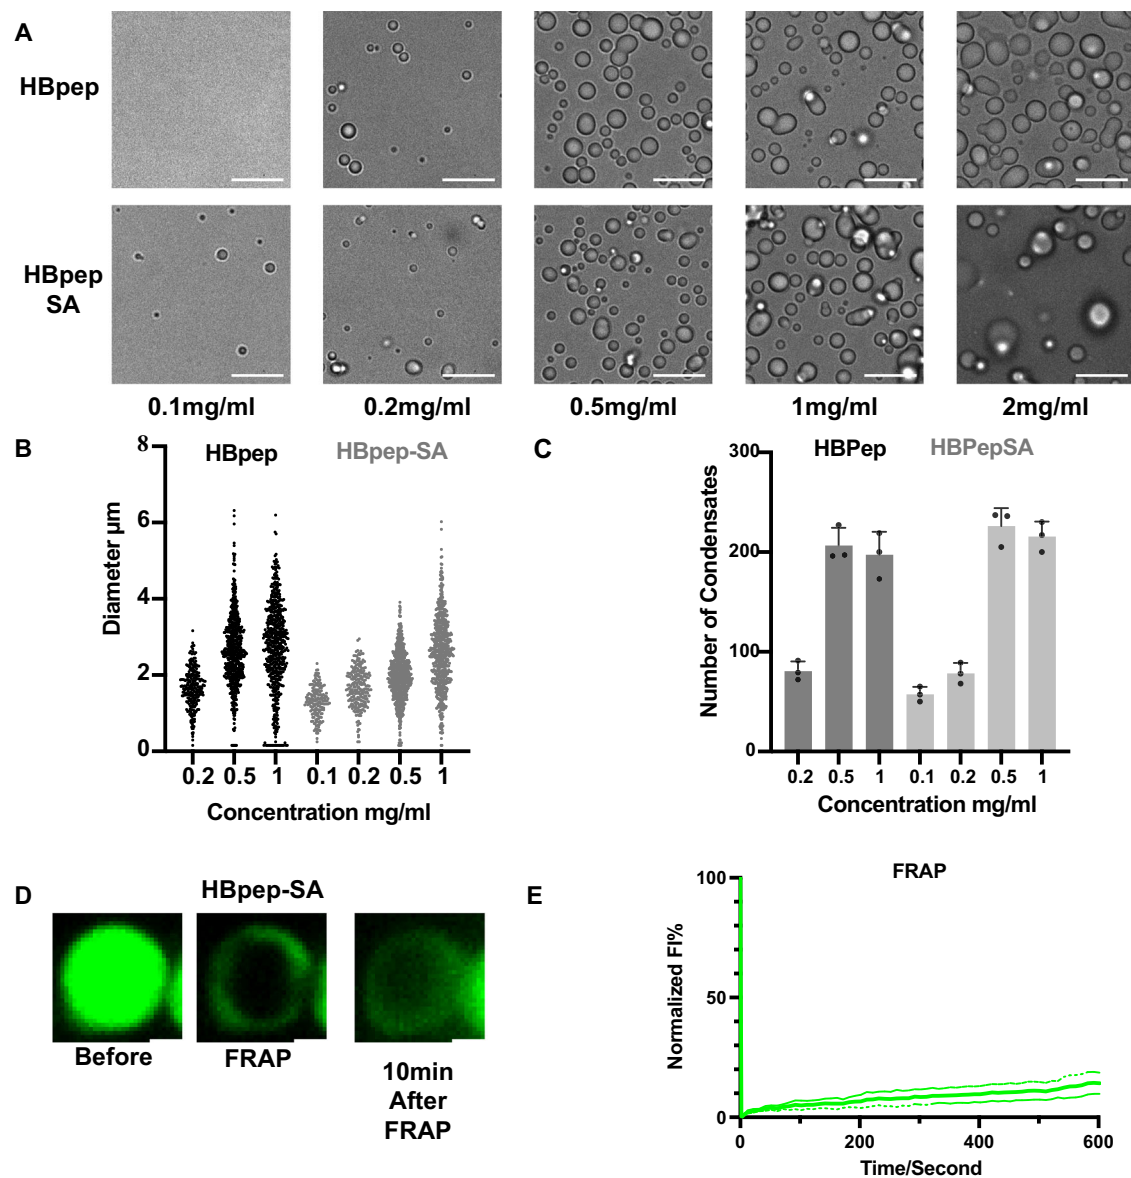 A
HBpep
HBpep
SA
0.1mg/ml 0.2mg/ml 0.5mg/ml 1mg/ml 2mg/ml
B
HBpep HBpep-SA
Diameter µm
8
6
4
2
0
0.2 0.5 1 0.1 0.2 0.5 1
Concentration mg/ml
C
HBPep HBPepSA
Number of Condensates
300
200
100
0
0.2 0.5 1 0.1 0.2 0.5 1
Concentration mg/ml
D
HBpep-SA
Before
FRAP
10min
After
FRAP
E
FRAP
Normalized FI%
100
50
0
0 200 400 600
Time/Second